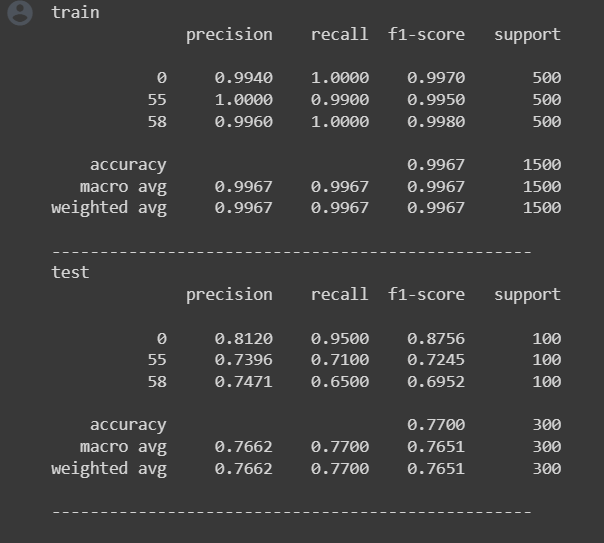 train
precision recall f1-score support
0 0.9940 1.0000 0.9970 500
55 1.0000 0.9900 0.9950 500
58 0.9960 1.0000 0.9980 500
accuracy 0.9967 1500
macro avg 0.9967 0.9967 0.9967 1500
weighted avg 0.9967 0.9967 0.9967 1500
--------------------------------------------------
test
precision recall f1-score support
0 0.8120 0.9500 0.8756 100
55 0.7396 0.7100 0.7245 100
58 0.7471 0.6500 0.6952 100
accuracy 0.7700 300
macro avg 0.7662 0.7700 0.7651 300
weighted avg 0.7662 0.7700 0.7651 300
--------------------------------------------------